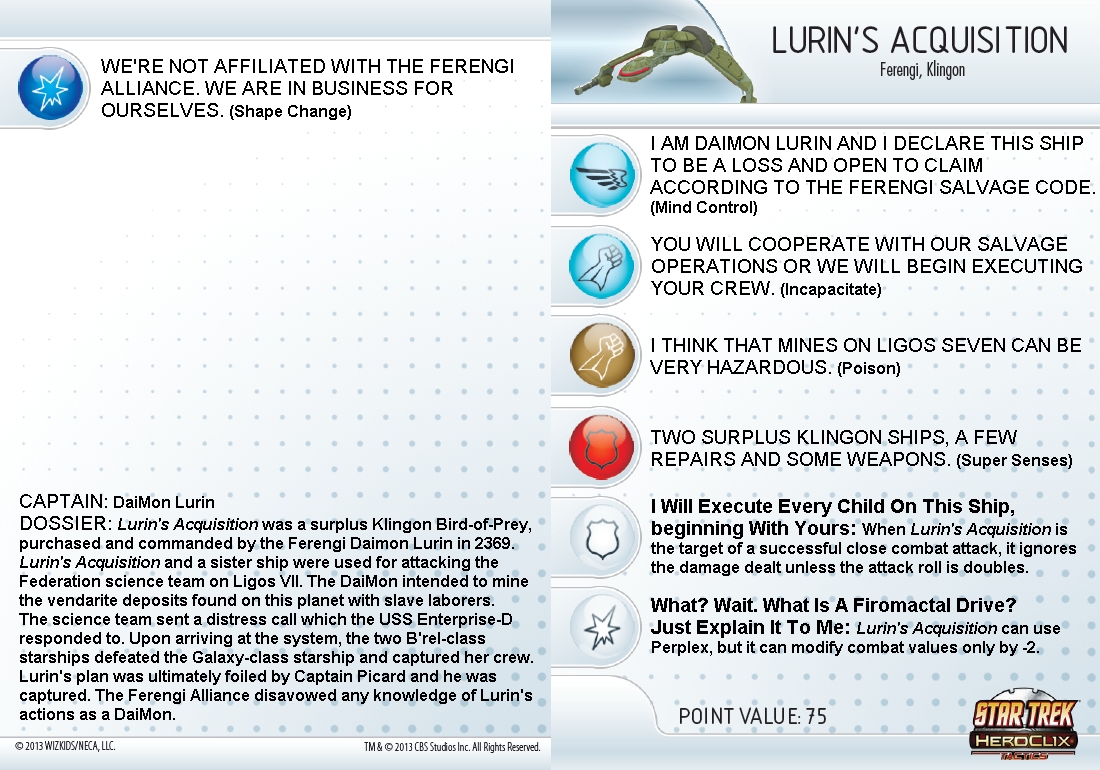 WE'RE NOT AFFILIATED WITH THE FERENGI
ALLIANCE. WE ARE IN BUSINESS FOR
OURSELVES. (Shape Change)
CAPTAIN: DaiMon Lurin
DOSSIER: Lurin's Acquisition was a surplus Klingon Bird-of-Prey,
purchased and commanded by the Ferengi Daimon Lurin in 2369.
Lurin's Acquisition and a sister ship were used for attacking the
Federation science team on Ligos VII. The DaiMon intended to mine
the vendarite deposits found on this planet with slave laborers.
The science team sent a distress call which the USS Enterprise-D
responded to. Upon arriving at the system, the two B'rel-class
starships defeated the Galaxy-class starship and captured her crew.
Lurin's plan was ultimately foiled by Captain Picard and he was
captured. The Ferengi Alliance disavowed any knowledge of Lurin's
actions as a DaiMon.
© 2013 WIZKIDS/NECA, LLC.
TM & © 2013 CBS Studios Inc. All Rights Reserved.
LURIN'S ACQUISITION
Ferengi, Klingon
I AM DAIMON LURIN AND I DECLARE THIS SHIP
TO BE A LOSS AND OPEN TO CLAIM
ACCORDING TO THE FERENGI SALVAGE CODE.
(Mind Control)
YOU WILL COOPERATE WITH OUR SALVAGE
OPERATIONS OR WE WILL BEGIN EXECUTING
YOUR CREW. (Incapacitate)
I THINK THAT MINES ON LIGOS SEVEN CAN BE
VERY HAZARDOUS. (Poison)
TWO SURPLUS KLINGON SHIPS, A FEW
REPAIRS AND SOME WEAPONS. (Super Senses)
I Will Execute Every Child On This Ship,
beginning With Yours: When Lurin's Acquisition is
the target of a successful close combat attack, it ignores
the damage dealt unless the attack roll is doubles.
What? Wait. What Is A Firomactal Drive?
Just Explain It To Me: Lurin's Acquisition can use
Perplex, but it can modify combat values only by -2.
POINT VALUE: 75
STAR TREK
HEROCLIX
TACTICS